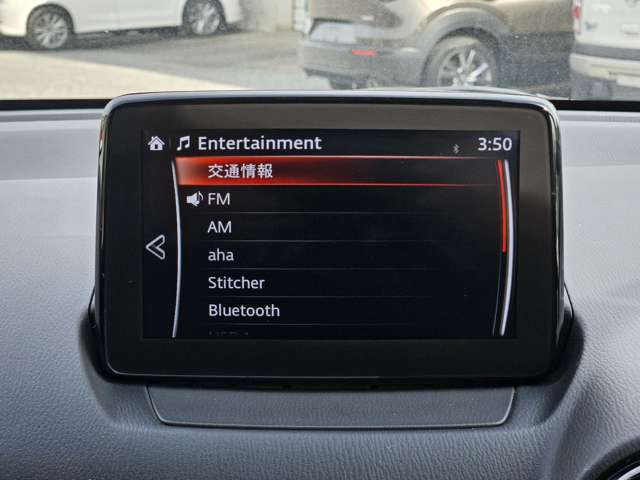 Entertainment 3:50
交通情報
FM
AM
aha
Stitcher
Bluetooth